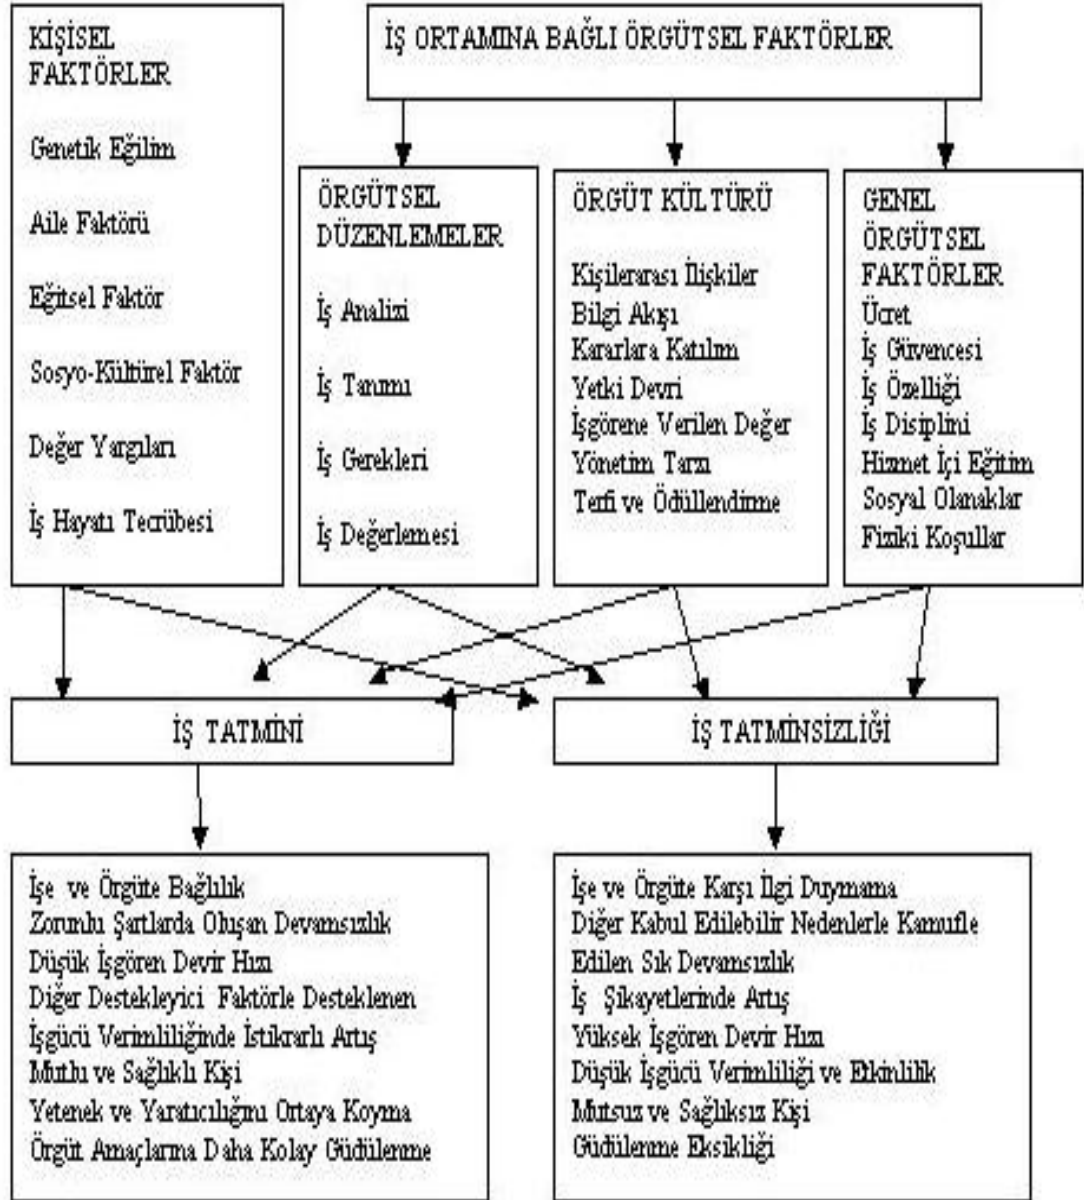 KİŞİSEL
FAKTÖRLER
Genetik Eğilim
Aile Faktörü
Eğitsel Faktör
Sosyo-Kültürel Faktör
Değer Yargıları
İş Hayatı Tecrübesi
İŞ ORTAMINA BAĞLI ÖRGÜTSEL FAKTÖRLER
ÖRGÜTSEL
DÜZENLEMELER
İş Analizi
İş Tanımı
İş Gerekleri
İş Değerlemesi
ÖRGÜT KÜLTÜRÜ
Kişilerarası İlişkiler
Bilgi Akışı
Kararlara Katılım
Yetki Devri
İşgörene Verilen Değer
Yönetim Tarzı
Terfi ve Ödüllendirme
GENEL
ÖRGÜTSEL
FAKTÖRLER
Ücret
İş Güvencesi
İş Özelliği
İş Disiplini
Hizmet İçi Eğitim
Sosyal Olanaklar
Fiziki Koşullar
İŞ TATMİNİ
İŞ TATMİNSİZLİĞİ
İşe ve Örgüte Bağlılık
Zorunlu Şartlarda Oluşan Devamsızlık
Düşük İşgören Devir Hızı
Diğer Destekleyici Faktörle Desteklenen
İşgücü Verimliliğinde İstikrarlı Artış
Mutlu ve Sağlıklı Kişi
Yetenek ve Yaratıcılığını Ortaya Koyma
Örgüt Amaçlarına Daha Kolay Güdülenme
İşe ve Örgüte Karşı İlgi Duymama
Diğer Kabul Edilebilir Nedenlerle Kamufle
Edilen Sık Devamsızlık
İş Şikayetlerinde Artış
Yüksek İşgören Devir Hızı
Düşük İşgücü Verimliliği ve Etkinlilik
Mutsuz ve Sağlıksız Kişi
Güdülenme Eksikliği